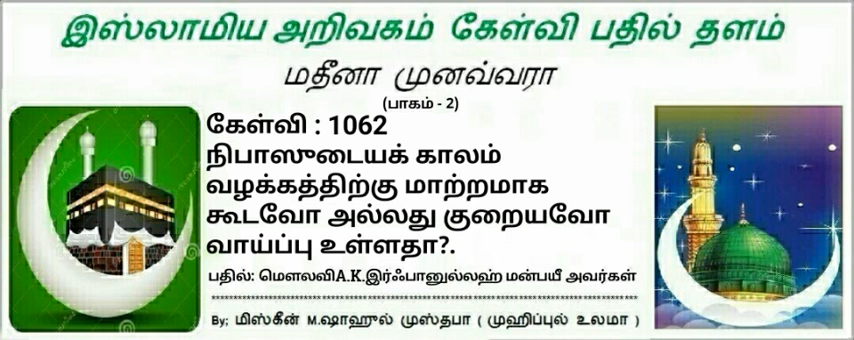 இஸ்லாமிய அறிவகம் கேள்வி பதில் தளம்
மதீனா முனவ்வரா
(பாகம் - 2)
கேள்வி : 1062
நிபாஸுடையக் காலம்
வழக்கத்திற்கு மாற்றமாக
கூடவோ அல்லது குறையவோ
வாய்ப்பு உள்ளதா?.
பதில்: மௌலவிA.K.இர்ஃபானுல்லஹ் மன்பயீ அவர்கள்
By; மிஸ்கீன் M.ஷாஹுல் முஸ்தபா ( முஹிப்புல் உலமா )